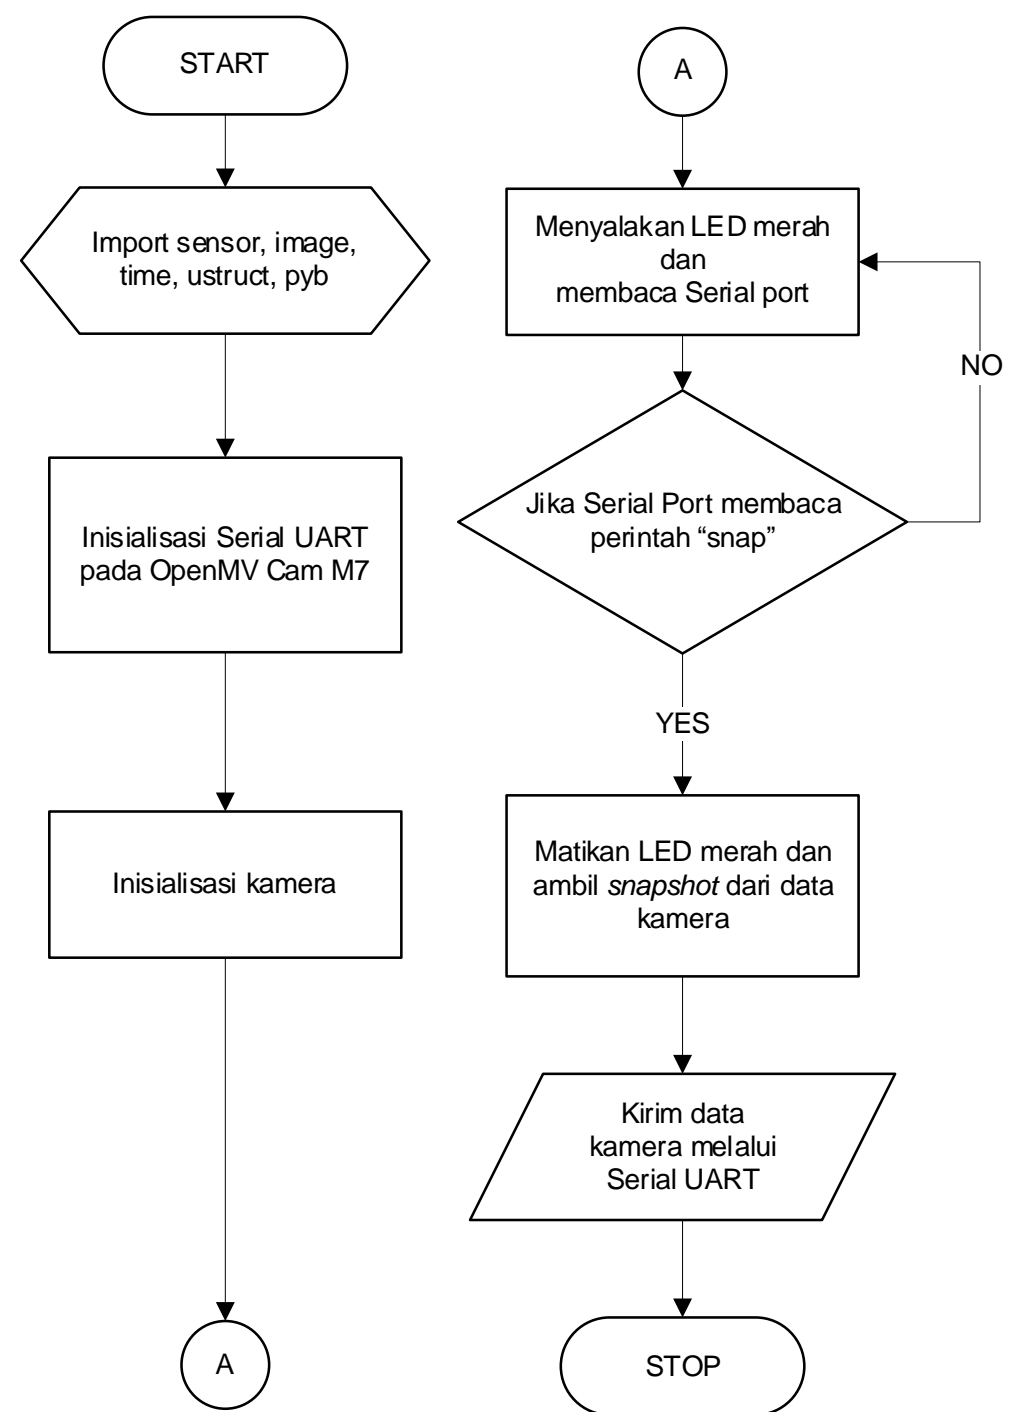 START
Import sensor, image,
time, ustruct, pyb
Inisialisasi Serial UART
pada OpenMV Cam M7
Inisialisasi kamera
A
A
Menyalakan LED merah
dan
membaca Serial port
NO
Jika Serial Port membaca
perintah “snap”
YES
Matikan LED merah dan
ambil snapshot dari data
kamera
Kirim data
kamera melalui
Serial UART
STOP